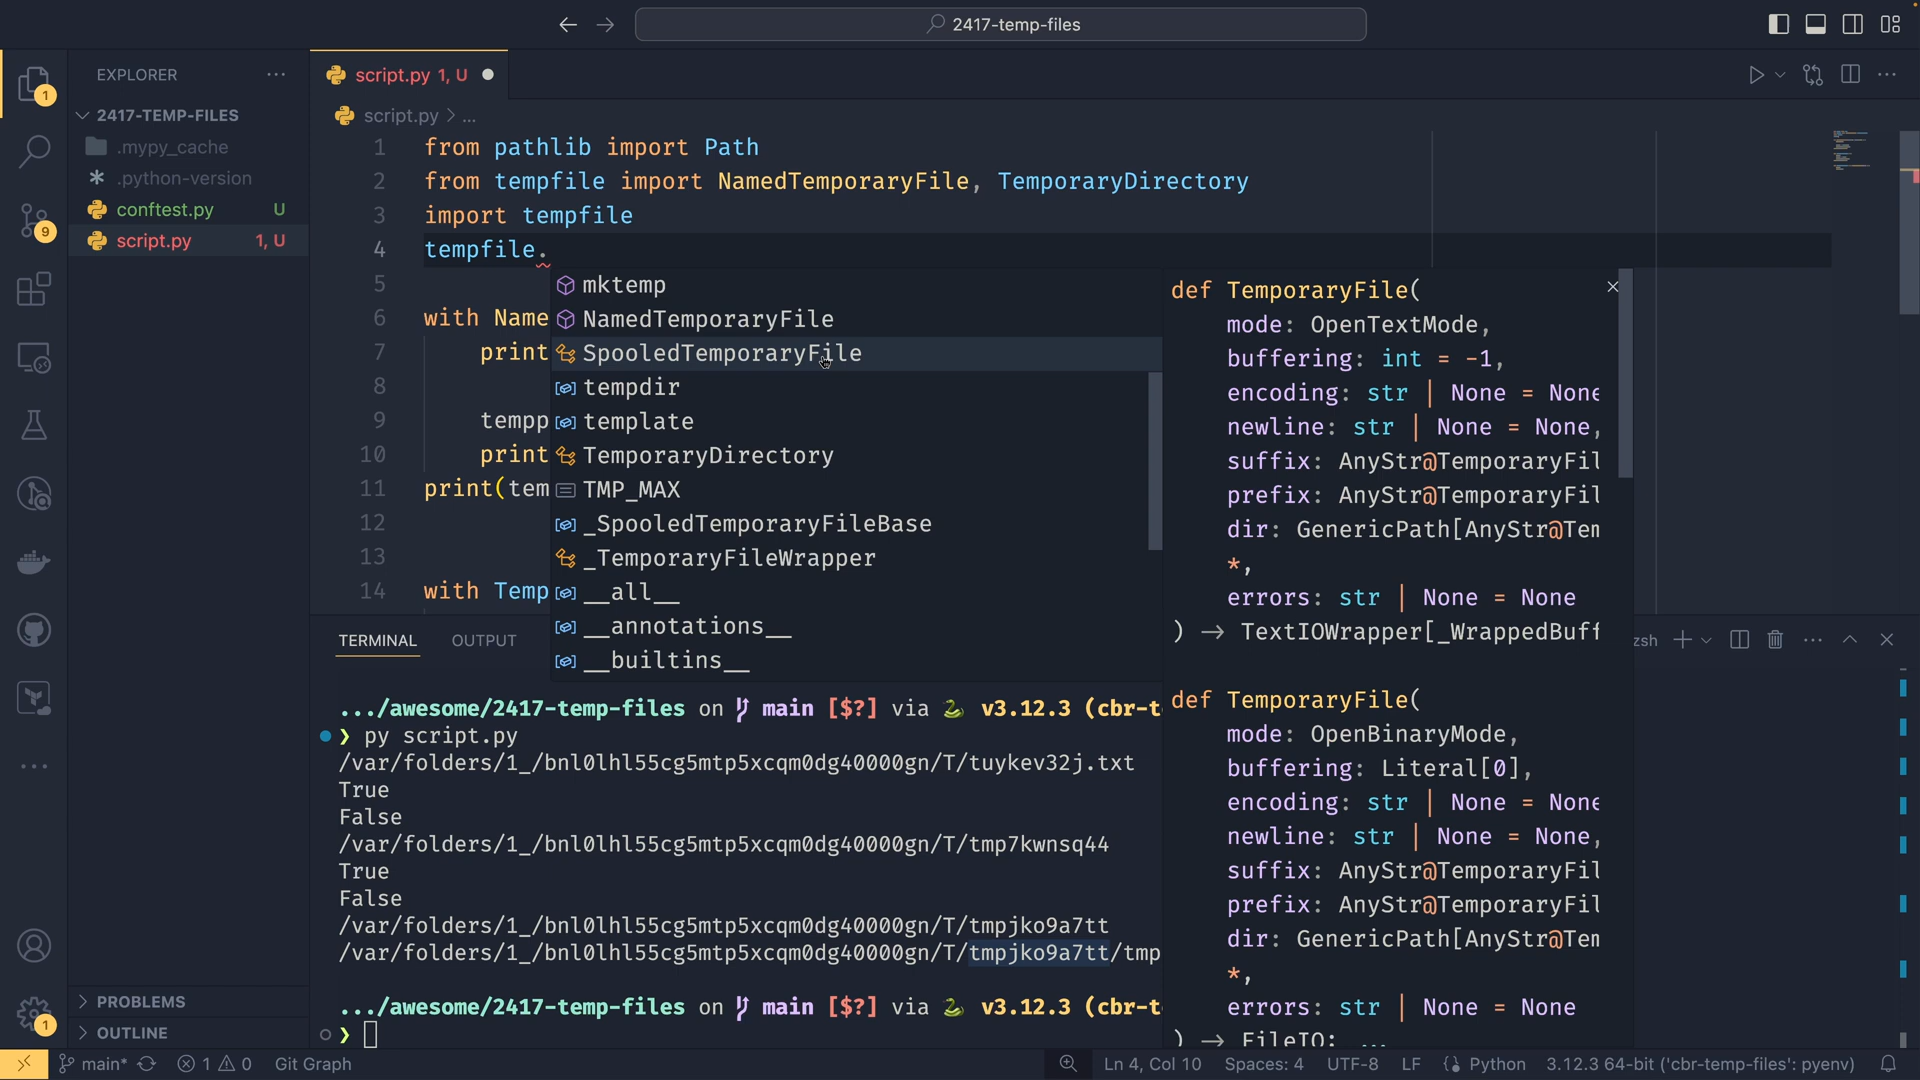 2417-temp-files
EXPLORER
1
9
1
2417-TEMP-FILES
.mypy_cache
.python-version
conftest.py U
script.py 1, U
PROBLEMS
OUTLINE
script.py 1, U
script.py > ...
1 from pathlib import Path
2 from tempfile import NamedTemporaryFile, TemporaryDirectory
3 import tempfile
4 tempfile.
5
6 with Name
7 print
8
9 tempp
10 print
11 print(tem
12
13
14 with Temp
mktemp
NamedTemporaryFile
SpooledTemporaryFile
tempdir
template
TemporaryDirectory
TMP_MAX
_SpooledTemporaryFileBase
_TemporaryFileWrapper
__all__
__annotations__
__builtins__
def TemporaryFile(
mode: OpenTextMode,
buffering: int = -1,
encoding: str | None = None
newline: str | None = None,
suffix: AnyStr@TemporaryFil
prefix: AnyStr@TemporaryFil
dir: GenericPath[AnyStr@Tem
*,
errors: str | None = None
) → TextIOWrapper[_WrappedBuff
def TemporaryFile(
mode: OpenBinaryMode,
buffering: Literal[0],
encoding: str | None = None
newline: str | None = None,
suffix: AnyStr@TemporaryFil
prefix: AnyStr@TemporaryFil
dir: GenericPath[AnyStr@Tem
*,
errors: str | None = None
) → FileIO: ...
TERMINAL OUTPUT zsh
.../awesome/2417-temp-files on main [$?] via v3.12.3 (cbr-t
❯ py script.py
/var/folders/1_/bnl0lhl55cg5mtp5xcqm0dg40000gn/T/tuykev32j.txt
True
False
/var/folders/1_/bnl0lhl55cg5mtp5xcqm0dg40000gn/T/tmp7kwnsq44
True
False
/var/folders/1_/bnl0lhl55cg5mtp5xcqm0dg40000gn/T/tmpjko9a7tt
/var/folders/1_/bnl0lhl55cg5mtp5xcqm0dg40000gn/T/tmpjko9a7tt/tmp
.../awesome/2417-temp-files on main [$?] via v3.12.3 (cbr-t
❯
main* 1 0 Git Graph Ln 4, Col 10 Spaces: 4 UTF-8 LF Python 3.12.3 64-bit ('cbr-temp-files': pyenv)